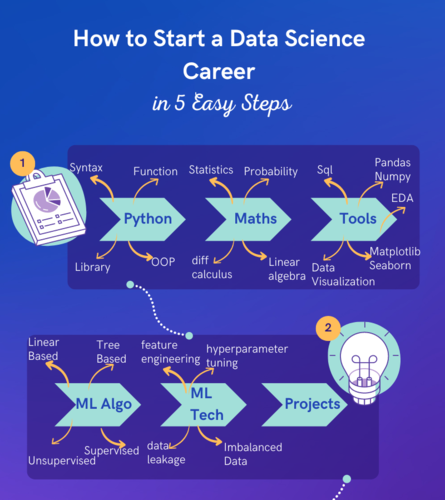 How to Start a Data Science
Career
in 5 Easy Steps
1
Syntax
Function
Statistics
Probability
Sql
Pandas
Numpy
EDA
Python
Maths
Tools
Library
OOP
diff
calculus
Linear
algebra
Data
Visualization
Matplotlib
Seaborn
2
Linear
Based
Tree
Based
feature
engineering
hyperparameter
tuning
ML Algo
ML
Tech
Projects
Unsupervised
Supervised
data
leakage
Imbalanced
Data